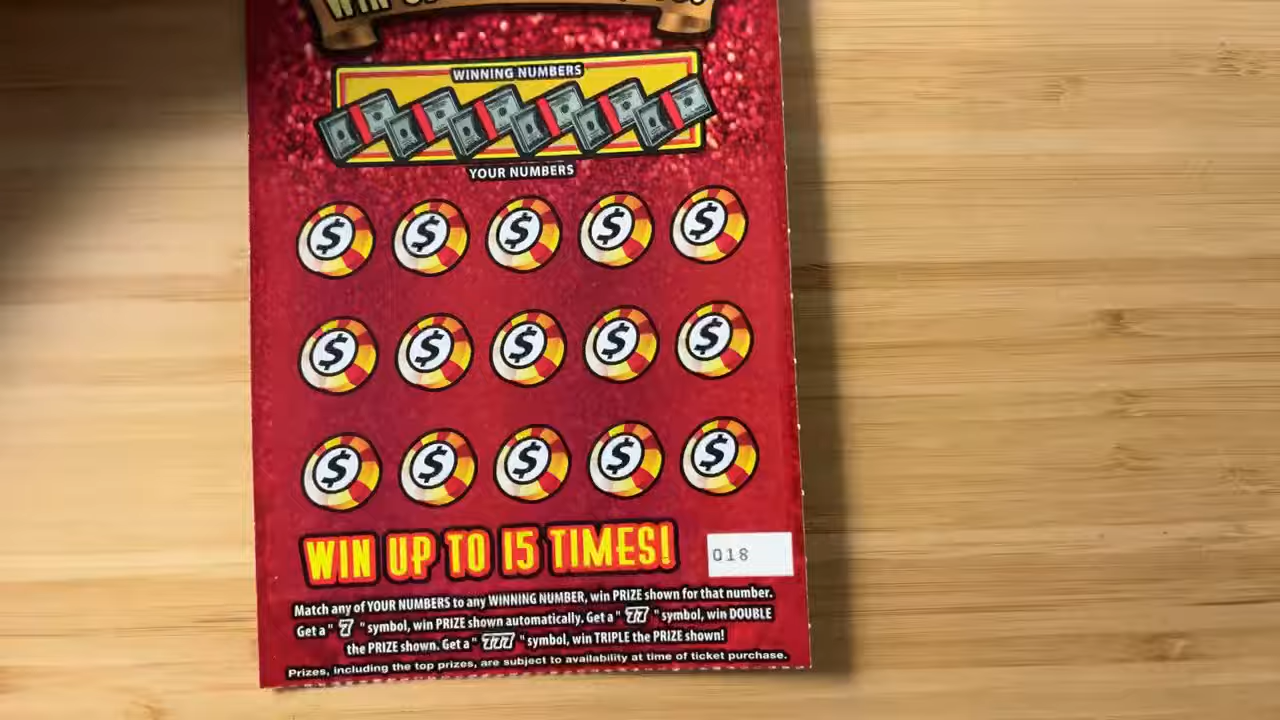 WIN UP TO
WINNING NUMBERS
YOUR NUMBERS
$ $ $ $ $
$ $ $ $ $
$ $ $ $ $
WIN UP TO 15 TIMES!
018
Match any of YOUR NUMBERS to any WINNING NUMBER, win PRIZE shown for that number.
Get a "7" symbol, win PRIZE shown automatically. Get a "77" symbol, win DOUBLE
the PRIZE shown. Get a "777" symbol, win TRIPLE the PRIZE shown!
Prizes, including the top prizes, are subject to availability at time of ticket purchase.